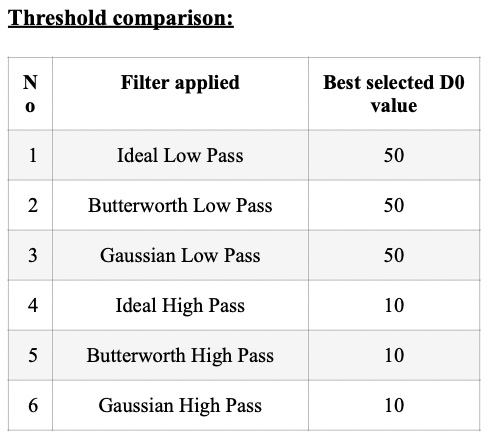 Threshold comparison:
N
o
Filter applied
Best selected D0
value
1 Ideal Low Pass 50
2 Butterworth Low Pass 50
3 Gaussian Low Pass 50
4 Ideal High Pass 10
5 Butterworth High Pass 10
6 Gaussian High Pass 10